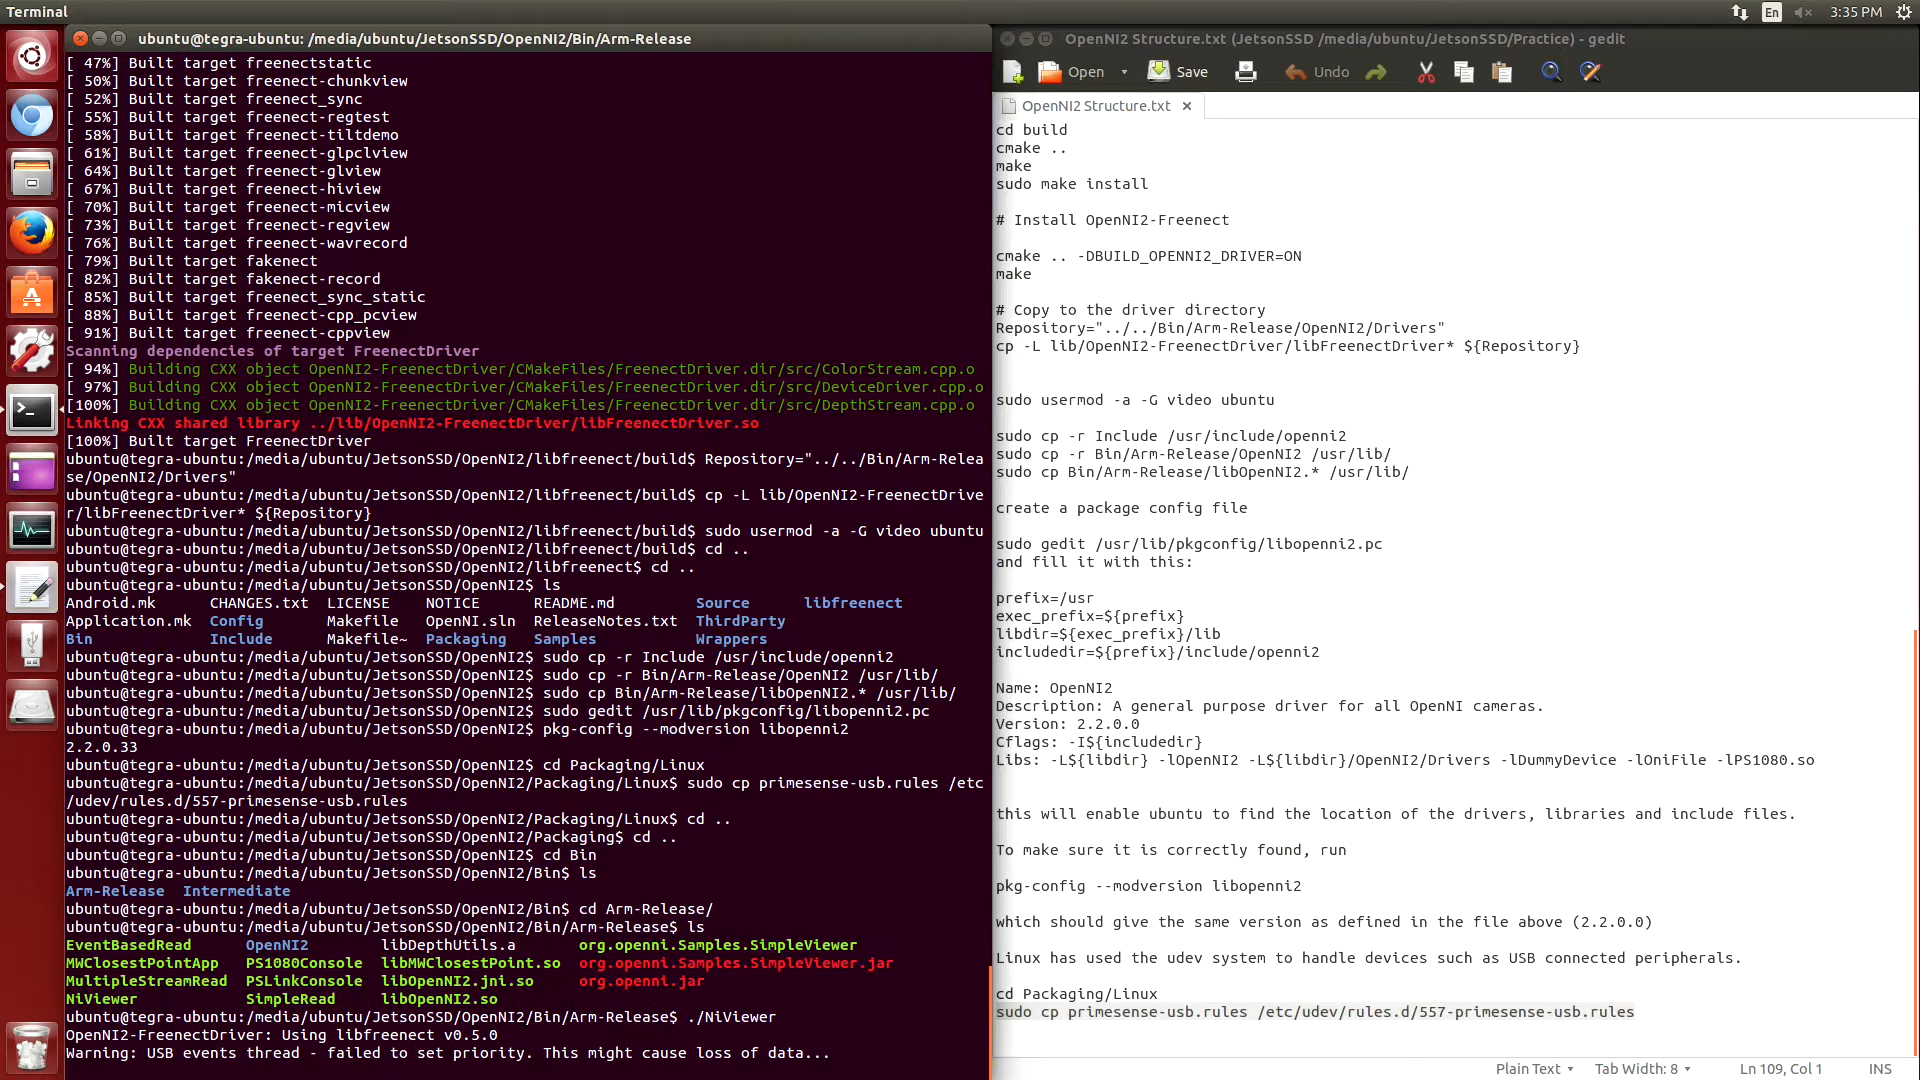 Terminal
En
3:35 PM
ubuntu@tegra-ubuntu: /media/ubuntu/JetsonSSD/OpenNI2/Bin/Arm-Release
[ 47%] Built target freenectstatic
[ 50%] Built target freenect-chunkview
[ 52%] Built target freenect_sync
[ 55%] Built target freenect-regtest
[ 58%] Built target freenect-tiltdemo
[ 61%] Built target freenect-glpclview
[ 64%] Built target freenect-glview
[ 67%] Built target freenect-hiview
[ 70%] Built target freenect-micview
[ 73%] Built target freenect-regview
[ 76%] Built target freenect-wavrecord
[ 79%] Built target fakenect
[ 82%] Built target fakenect-record
[ 85%] Built target freenect_sync_static
[ 88%] Built target freenect-cpp_pcview
[ 91%] Built target freenect-cppview
Scanning dependencies of target FreenectDriver
[ 94%] Building CXX object OpenNI2-FreenectDriver/CMakeFiles/FreenectDriver.dir/src/ColorStream.cpp.o
[ 97%] Building CXX object OpenNI2-FreenectDriver/CMakeFiles/FreenectDriver.dir/src/DeviceDriver.cpp.o
[100%] Building CXX object OpenNI2-FreenectDriver/CMakeFiles/FreenectDriver.dir/src/DepthStream.cpp.o
Linking CXX shared library ../lib/OpenNI2-FreenectDriver/libFreenectDriver.so
[100%] Built target FreenectDriver
ubuntu@tegra-ubuntu:/media/ubuntu/JetsonSSD/OpenNI2/libfreenect/build$ Repository="../../Bin/Arm-Relea
se/OpenNI2/Drivers"
ubuntu@tegra-ubuntu:/media/ubuntu/JetsonSSD/OpenNI2/libfreenect/build$ cp -L lib/OpenNI2-FreenectDrive
r/libFreenectDriver* ${Repository}
ubuntu@tegra-ubuntu:/media/ubuntu/JetsonSSD/OpenNI2/libfreenect/build$ sudo usermod -a -G video ubuntu
ubuntu@tegra-ubuntu:/media/ubuntu/JetsonSSD/OpenNI2/libfreenect/build$ cd ..
ubuntu@tegra-ubuntu:/media/ubuntu/JetsonSSD/OpenNI2/libfreenect$ cd ..
ubuntu@tegra-ubuntu:/media/ubuntu/JetsonSSD/OpenNI2$ ls
Android.mk CHANGES.txt LICENSE NOTICE README.md Source libfreenect
Application.mk Config Makefile OpenNI.sln ReleaseNotes.txt ThirdParty
Bin Include Makefile~ Packaging Samples Wrappers
ubuntu@tegra-ubuntu:/media/ubuntu/JetsonSSD/OpenNI2$ sudo cp -r Include /usr/include/openni2
ubuntu@tegra-ubuntu:/media/ubuntu/JetsonSSD/OpenNI2$ sudo cp -r Bin/Arm-Release/OpenNI2 /usr/lib/
ubuntu@tegra-ubuntu:/media/ubuntu/JetsonSSD/OpenNI2$ sudo cp Bin/Arm-Release/libOpenNI2.* /usr/lib/
ubuntu@tegra-ubuntu:/media/ubuntu/JetsonSSD/OpenNI2$ sudo gedit /usr/lib/pkgconfig/libopenni2.pc
ubuntu@tegra-ubuntu:/media/ubuntu/JetsonSSD/OpenNI2$ pkg-config --modversion libopenni2
2.2.0.33
ubuntu@tegra-ubuntu:/media/ubuntu/JetsonSSD/OpenNI2$ cd Packaging/Linux
ubuntu@tegra-ubuntu:/media/ubuntu/JetsonSSD/OpenNI2/Packaging/Linux$ sudo cp primesense-usb.rules /etc
/udev/rules.d/557-primesense-usb.rules
ubuntu@tegra-ubuntu:/media/ubuntu/JetsonSSD/OpenNI2/Packaging/Linux$ cd ..
ubuntu@tegra-ubuntu:/media/ubuntu/JetsonSSD/OpenNI2/Packaging$ cd ..
ubuntu@tegra-ubuntu:/media/ubuntu/JetsonSSD/OpenNI2$ cd Bin
ubuntu@tegra-ubuntu:/media/ubuntu/JetsonSSD/OpenNI2/Bin$ ls
Arm-Release Intermediate
ubuntu@tegra-ubuntu:/media/ubuntu/JetsonSSD/OpenNI2/Bin$ cd Arm-Release/
ubuntu@tegra-ubuntu:/media/ubuntu/JetsonSSD/OpenNI2/Bin/Arm-Release$ ls
EventBasedRead OpenNI2 libDepthUtils.a org.openni.Samples.SimpleViewer
MWClosestPointApp PS1080Console libMWClosestPoint.so org.openni.Samples.SimpleViewer.jar
MultipleStreamRead PSLinkConsole libOpenNI2.jni.so org.openni.jar
NiViewer SimpleRead libOpenNI2.so
ubuntu@tegra-ubuntu:/media/ubuntu/JetsonSSD/OpenNI2/Bin/Arm-Release$ ./NiViewer
OpenNI2-FreenectDriver: Using libfreenect v0.5.0
Warning: USB events thread - failed to set priority. This might cause loss of data...
OpenNI2 Structure.txt (JetsonSSD /media/ubuntu/JetsonSSD/Practice) - gedit
Open Save Undo
OpenNI2 Structure.txt
cd build
cmake ..
make
sudo make install
# Install OpenNI2-Freenect
cmake .. -DBUILD_OPENNI2_DRIVER=ON
make
# Copy to the driver directory
Repository="../../Bin/Arm-Release/OpenNI2/Drivers"
cp -L lib/OpenNI2-FreenectDriver/libFreenectDriver* ${Repository}
sudo usermod -a -G video ubuntu
sudo cp -r Include /usr/include/openni2
sudo cp -r Bin/Arm-Release/OpenNI2 /usr/lib/
sudo cp Bin/Arm-Release/libOpenNI2.* /usr/lib/
create a package config file
sudo gedit /usr/lib/pkgconfig/libopenni2.pc
and fill it with this:
prefix=/usr
exec_prefix=${prefix}
libdir=${exec_prefix}/lib
includedir=${prefix}/include/openni2
Name: OpenNI2
Description: A general purpose driver for all OpenNI cameras.
Version: 2.2.0.0
Cflags: -I${includedir}
Libs: -L${libdir} -lOpenNI2 -L${libdir}/OpenNI2/Drivers -lDummyDevice -lOniFile -lPS1080.so
this will enable ubuntu to find the location of the drivers, libraries and include files.
To make sure it is correctly found, run
pkg-config --modversion libopenni2
which should give the same version as defined in the file above (2.2.0.0)
Linux has used the udev system to handle devices such as USB connected peripherals.
cd Packaging/Linux
sudo cp primesense-usb.rules /etc/udev/rules.d/557-primesense-usb.rules
Plain Text Tab Width: 8 Ln 109, Col 1 INS